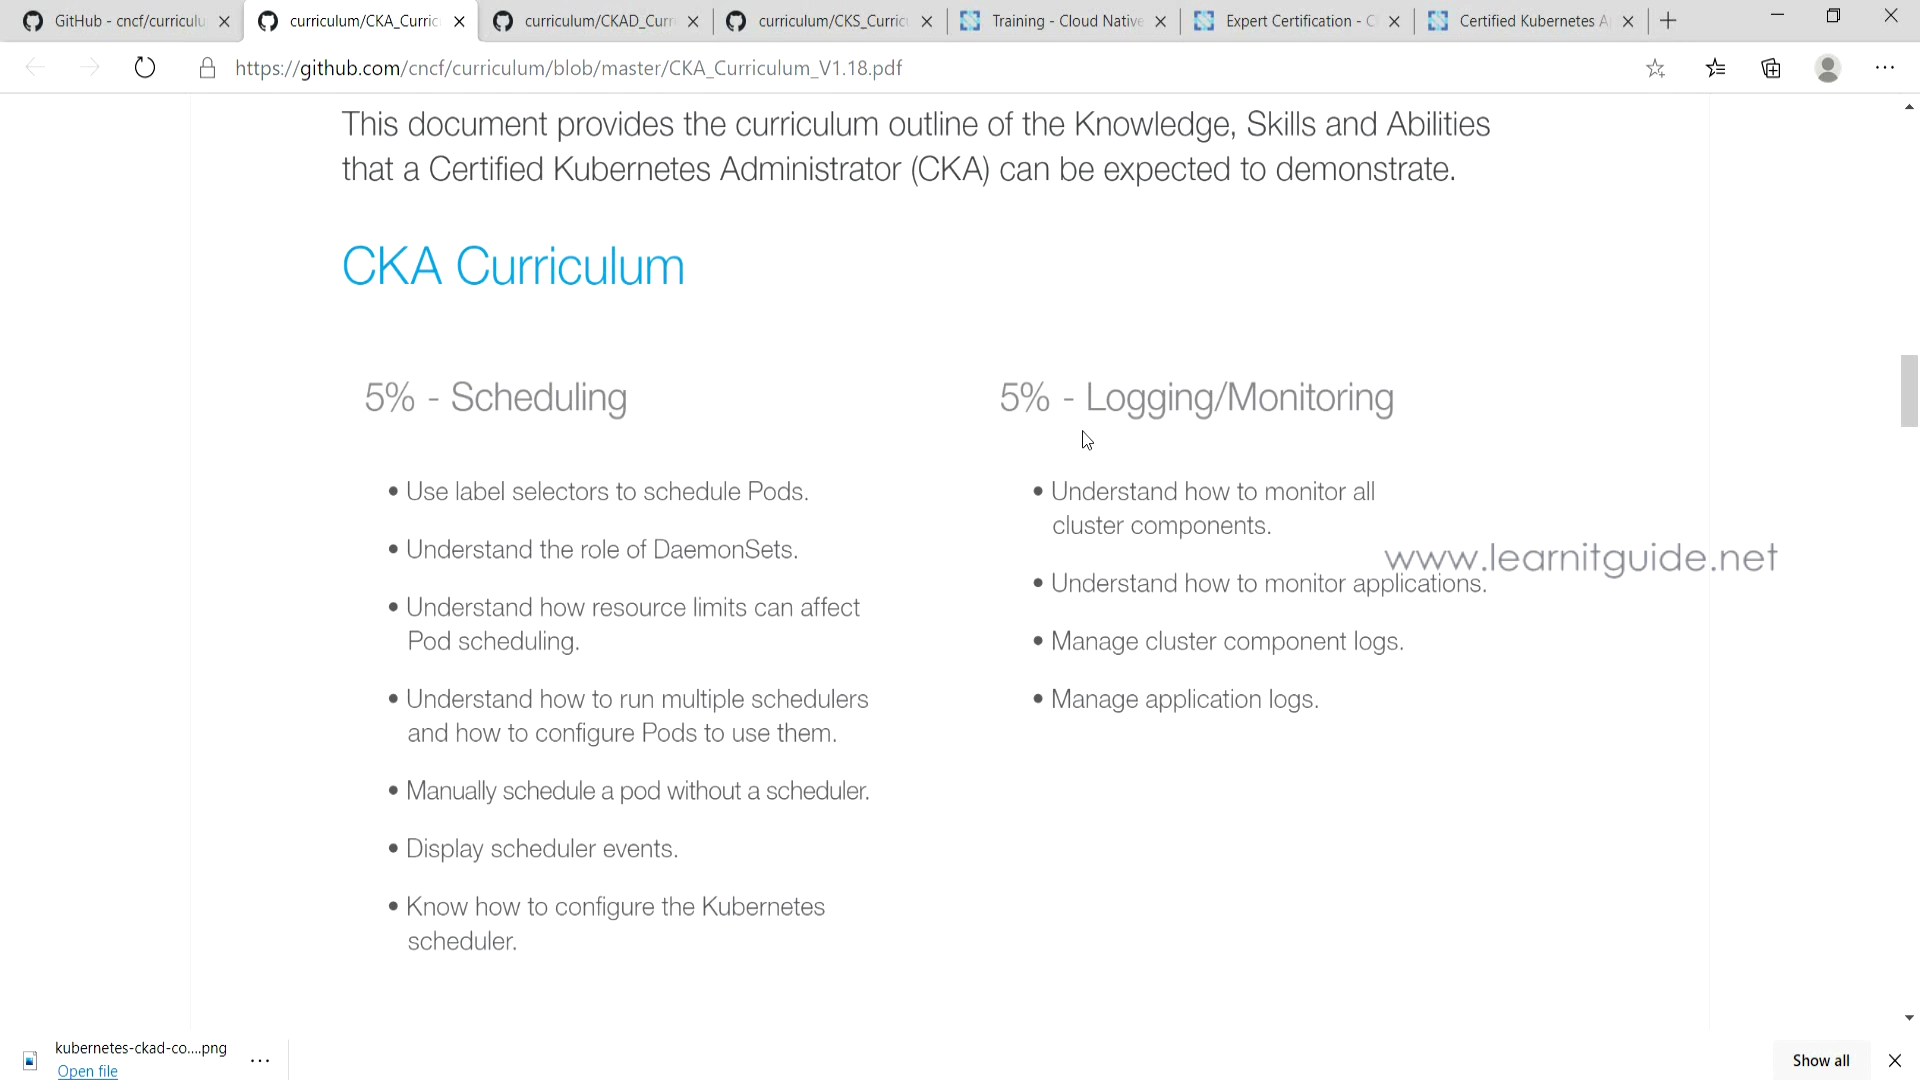 GitHub - cncf/curriculu
curriculum/CKA_Curric
curriculum/CKAD_Curr
curriculum/CKS_Curric
Training - Cloud Native
Expert Certification - C
Certified Kubernetes A
https://github.com/cncf/curriculum/blob/master/CKA_Curriculum_V1.18.pdf
This document provides the curriculum outline of the Knowledge, Skills and Abilities
that a Certified Kubernetes Administrator (CKA) can be expected to demonstrate.
CKA Curriculum
5% - Scheduling
• Use label selectors to schedule Pods.
• Understand the role of DaemonSets.
• Understand how resource limits can affect
Pod scheduling.
• Understand how to run multiple schedulers
and how to configure Pods to use them.
• Manually schedule a pod without a scheduler.
• Display scheduler events.
• Know how to configure the Kubernetes
scheduler.
5% - Logging/Monitoring
• Understand how to monitor all
cluster components.
• Understand how to monitor applications.
• Manage cluster component logs.
• Manage application logs.
www.learnitguide.net
kubernetes-ckad-co....png
Open file
Show all